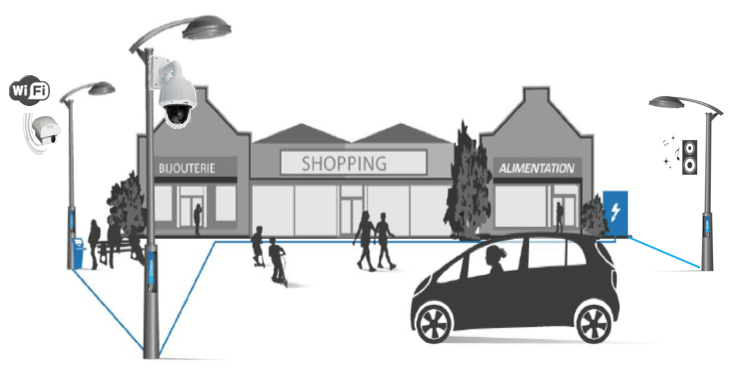 WiFi
BIJOUTERIE
SHOPPING
ALIMENTATION